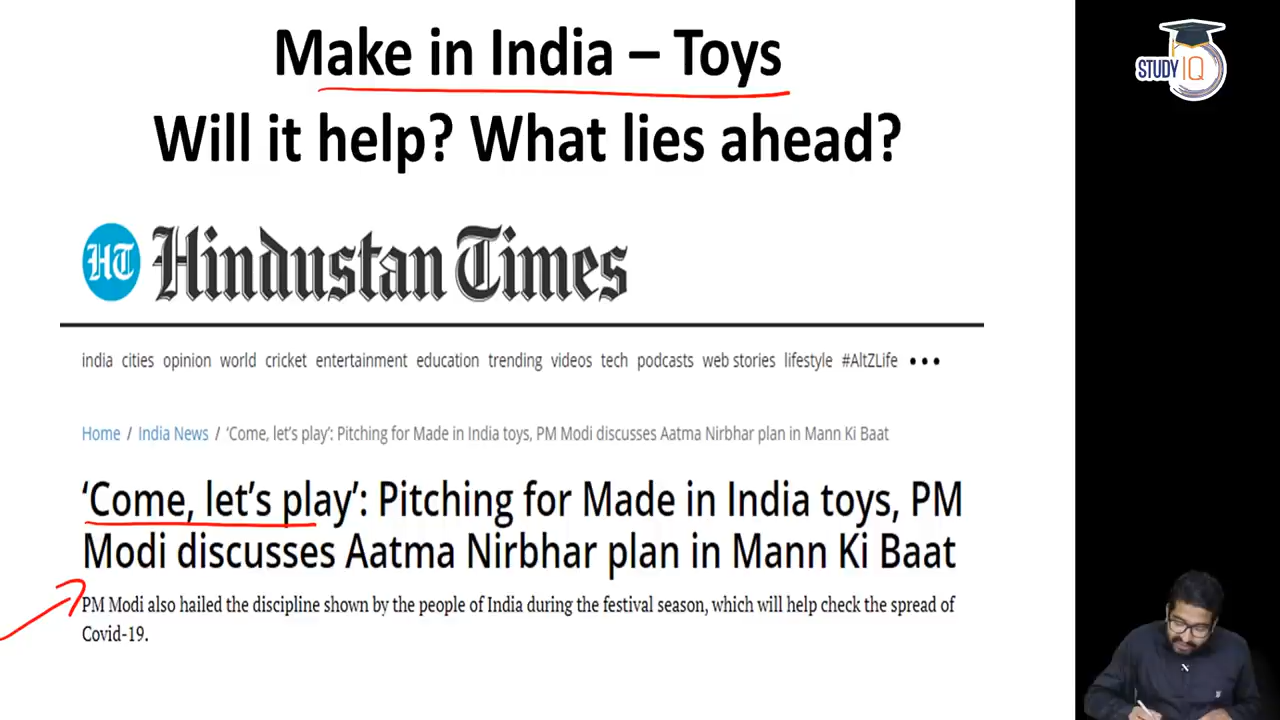 Make in India – Toys
Will it help? What lies ahead?
STUDY IQ
HT Hindustan Times
india cities opinion world cricket entertainment education trending videos tech podcasts web stories lifestyle #AltZLife •••
Home / India News / ‘Come, let’s play’: Pitching for Made in India toys, PM Modi discusses Aatma Nirbhar plan in Mann Ki Baat
‘Come, let’s play’: Pitching for Made in India toys, PM
Modi discusses Aatma Nirbhar plan in Mann Ki Baat
PM Modi also hailed the discipline shown by the people of India during the festival season, which will help check the spread of
Covid-19.